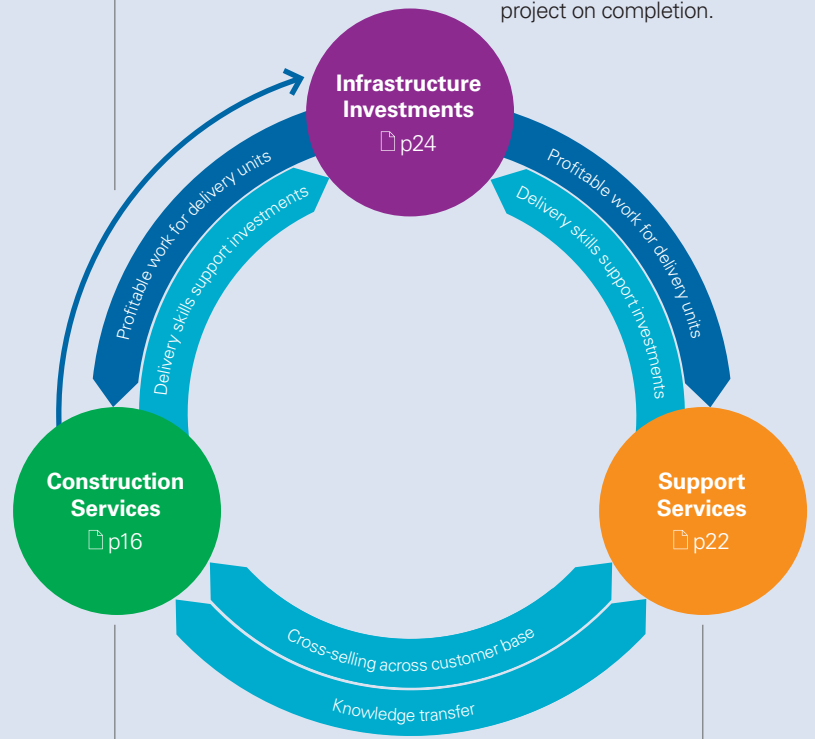 project on completion.
Infrastructure
Investments
p24
Profitable work for delivery units
Delivery skills support investments
Profitable work for delivery units
Delivery skills support investments
Construction
Services
p16
Support
Services
p22
Cross-selling across customer base
Knowledge transfer